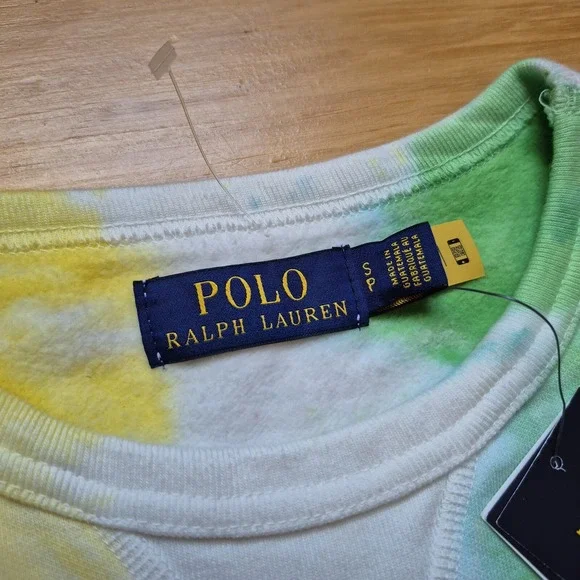 POLO
RALPH LAUREN
S
P
MADE IN
GUATEMALA
FABRIQUÉ AU
GUATEMALA